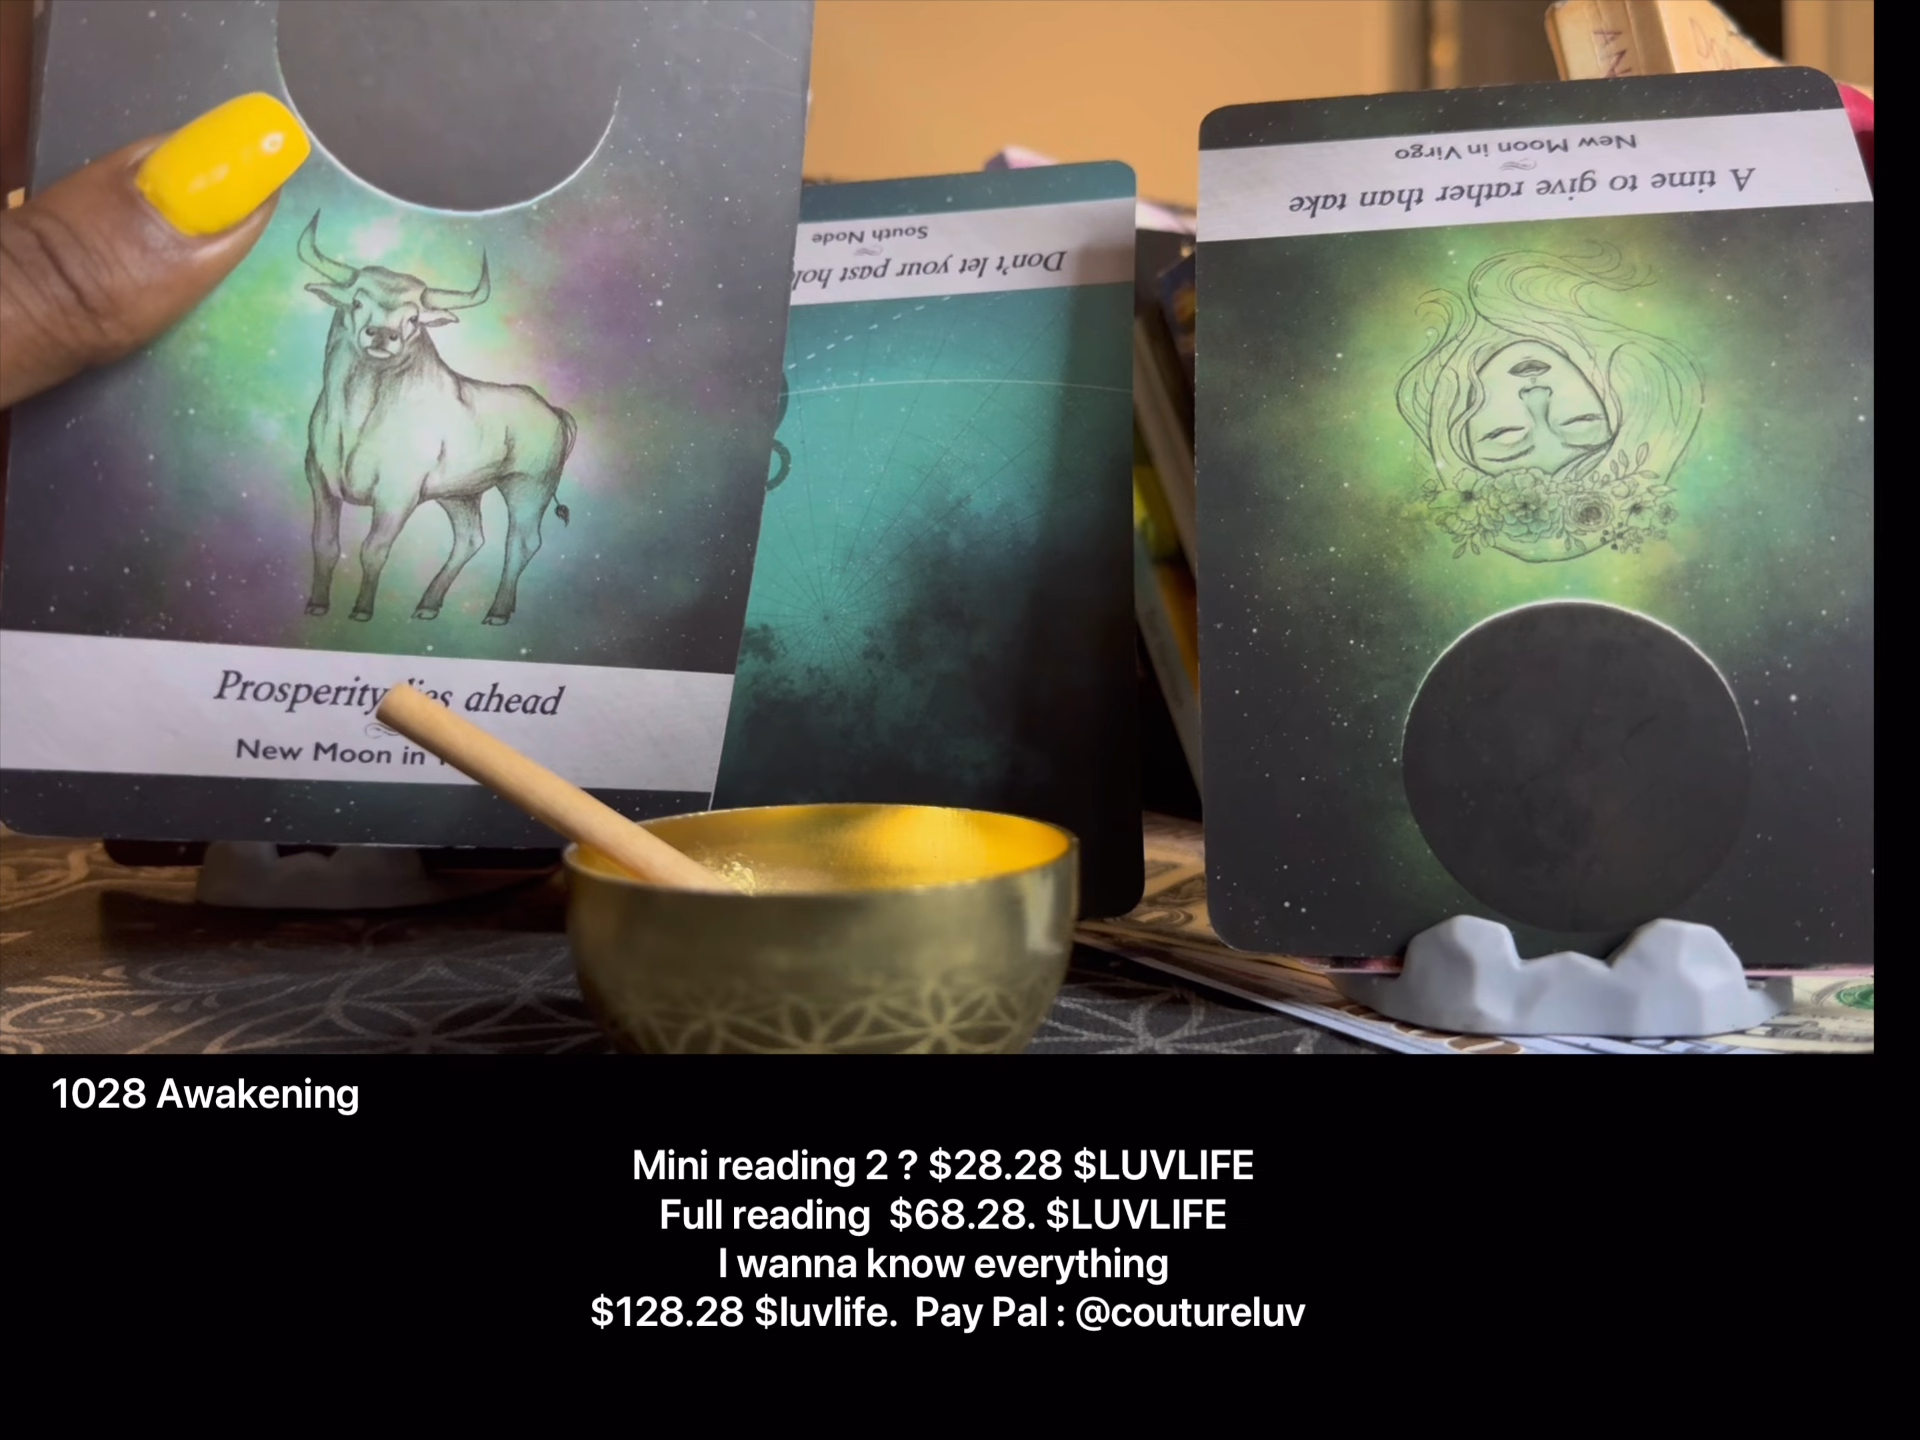 AN
New Moon in Virgo
A time to give rather than take
South Node
Don't let your past
Prosperity lies ahead
New Moon in
1028 Awakening
Mini reading 2 ? $28.28 $LUVLIFE
Full reading $68.28. $LUVLIFE
I wanna know everything
$128.28 $luvlife. Pay Pal : @coutureluv